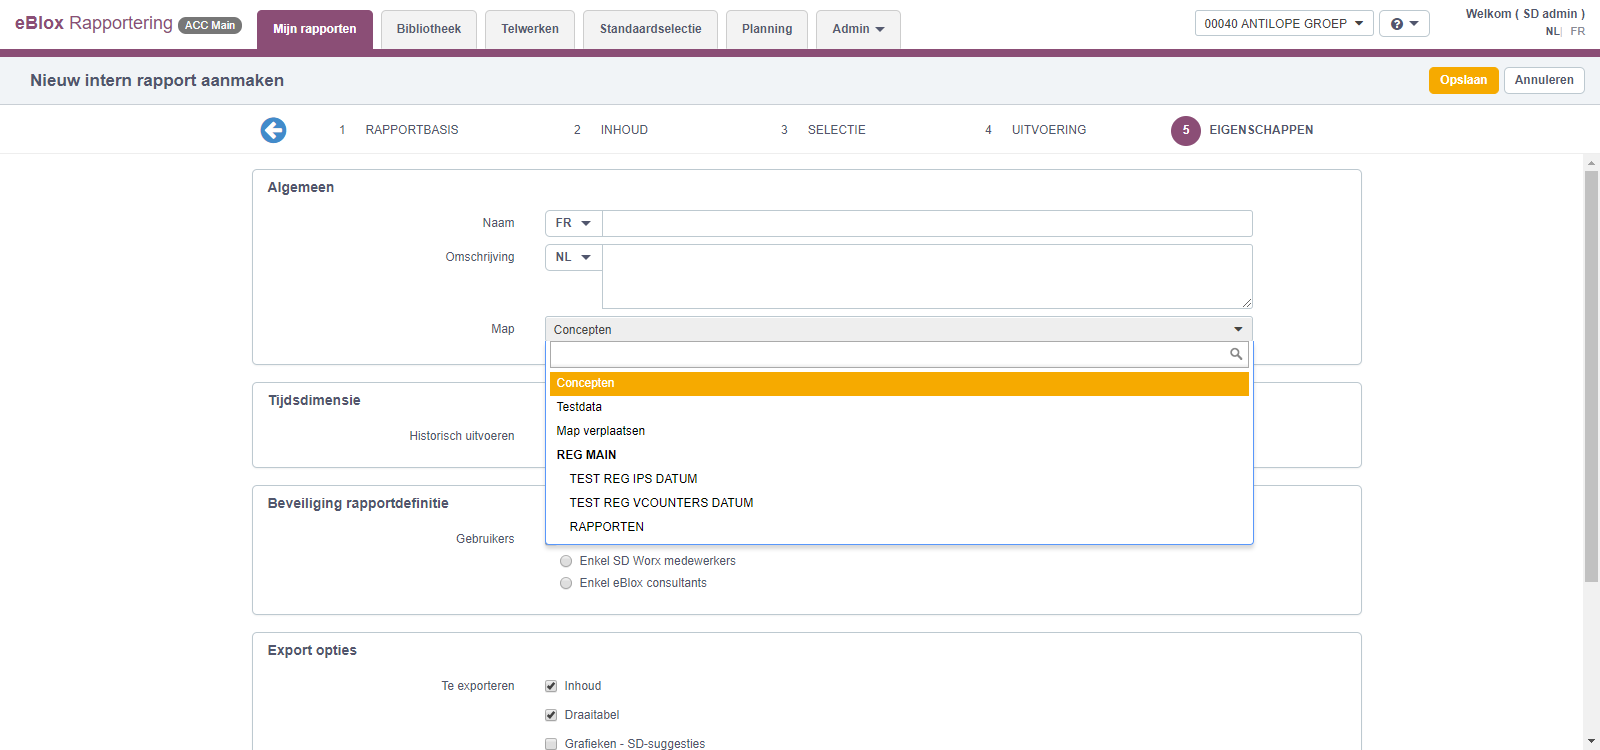 eBlox Rapportering ACC Main
Mijn rapporten
Bibliotheek
Telwerken
Standaardselectie
Planning
Admin
00040 ANTILOPE GROEP
?
Welkom ( SD admin )
NL| FR
Nieuw intern rapport aanmaken
Opslaan
Annuleren
1 RAPPORTBASIS
2 INHOUD
3 SELECTIE
4 UITVOERING
5 EIGENSCHAPPEN
Algemeen
Naam FR
Omschrijving NL
Map Concepten
Concepten
Testdata
Map verplaatsen
REG MAIN
TEST REG IPS DATUM
TEST REG VCOUNTERS DATUM
RAPPORTEN
Tijdsdimensie
Historisch uitvoeren
Beveiliging rapportdefinitie
Gebruikers
Enkel SD Worx medewerkers
Enkel eBlox consultants
Export opties
Te exporteren Inhoud
Draaitabel
Grafieken - SD-suggesties